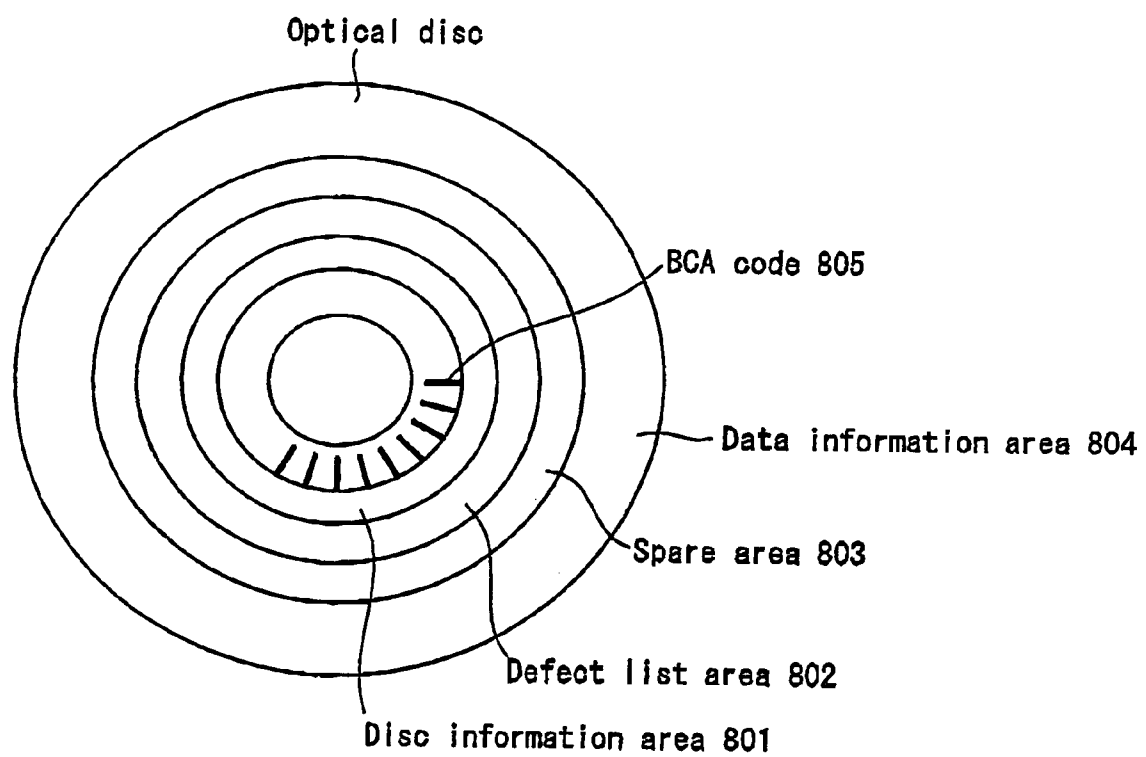 Optical disc
BCA code 805
Data information area 804
Spare area 803
Defect list area 802
Disc information area 801